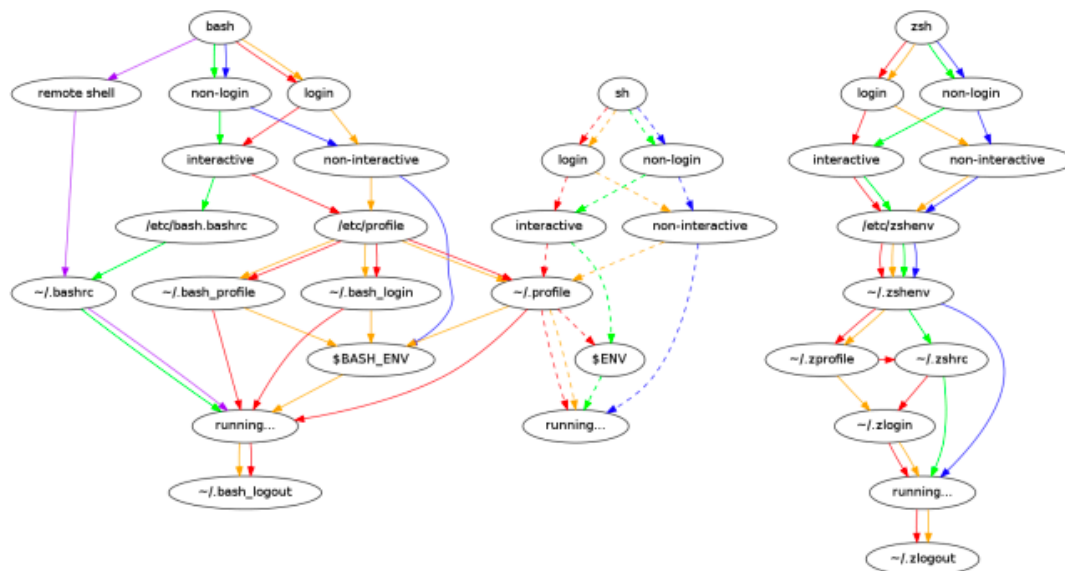 bash
zsh
remote shell
non-login
login
sh
login
non-login
interactive
non-interactive
login
non-login
interactive
non-interactive
/etc/bash.bashrc
/etc/profile
interactive
non-interactive
/etc/zshenv
~/.bashrc
~/.bash_profile
~/.bash_login
~/.profile
~/.zshenv
$BASH_ENV
$ENV
~/.zprofile
~/.zshrc
running...
running...
~/.zlogin
~/.bash_logout
running...
~/.zlogout